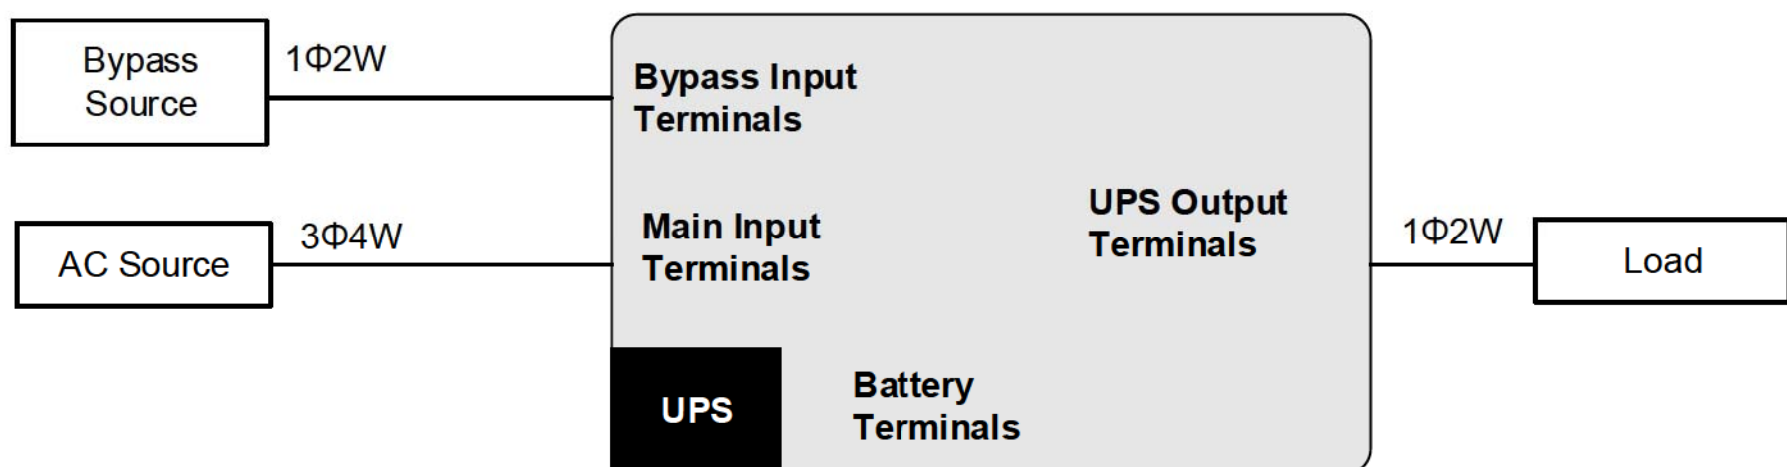 Bypass
Source
1Φ2W
Bypass Input
Terminals
AC Source
3Φ4W
Main Input
Terminals
UPS Output
Terminals
1Φ2W
Load
UPS
Battery
Terminals